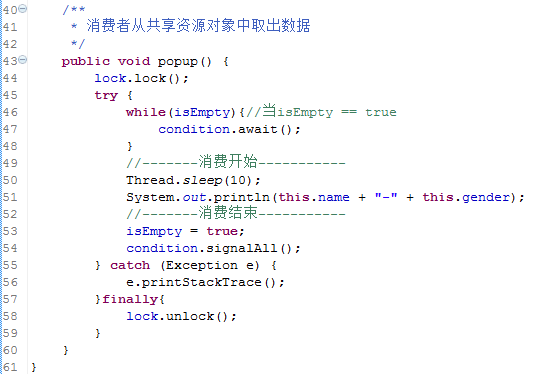 40 /**
41 * 消费者从共享资源对象中取出数据
42 */
43 public void popup() {
44 lock.lock();
45 try {
46 while(isEmpty){//当isEmpty == true
47 condition.await();
48 }
49 //-------消费开始-----------
50 Thread.sleep(10);
51 System.out.println(this.name + "-" + this.gender);
52 //-------消费结束-----------
53 isEmpty = true;
54 condition.signalAll();
55 } catch (Exception e) {
56 e.printStackTrace();
57 }finally{
58 lock.unlock();
59 }
60 }
61 }